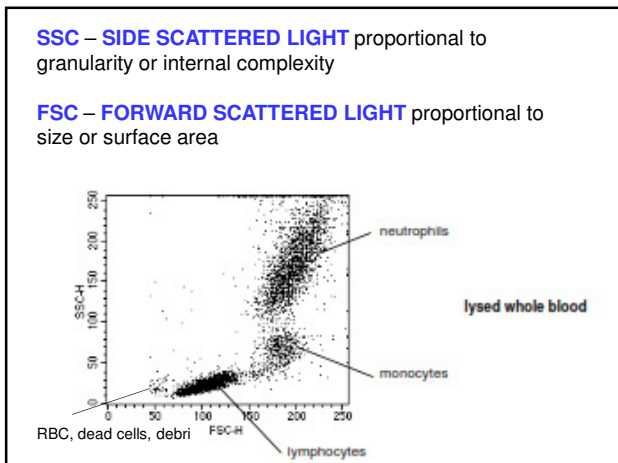 SSC – SIDE SCATTERED LIGHT proportional to
granularity or internal complexity
FSC – FORWARD SCATTERED LIGHT proportional to
size or surface area
250
200
150
100
50
0
SSC-H
neutrophils
lysed whole blood
monocytes
0 50 100 150 200 250
FSC-H
RBC, dead cells, debri
lymphocytes